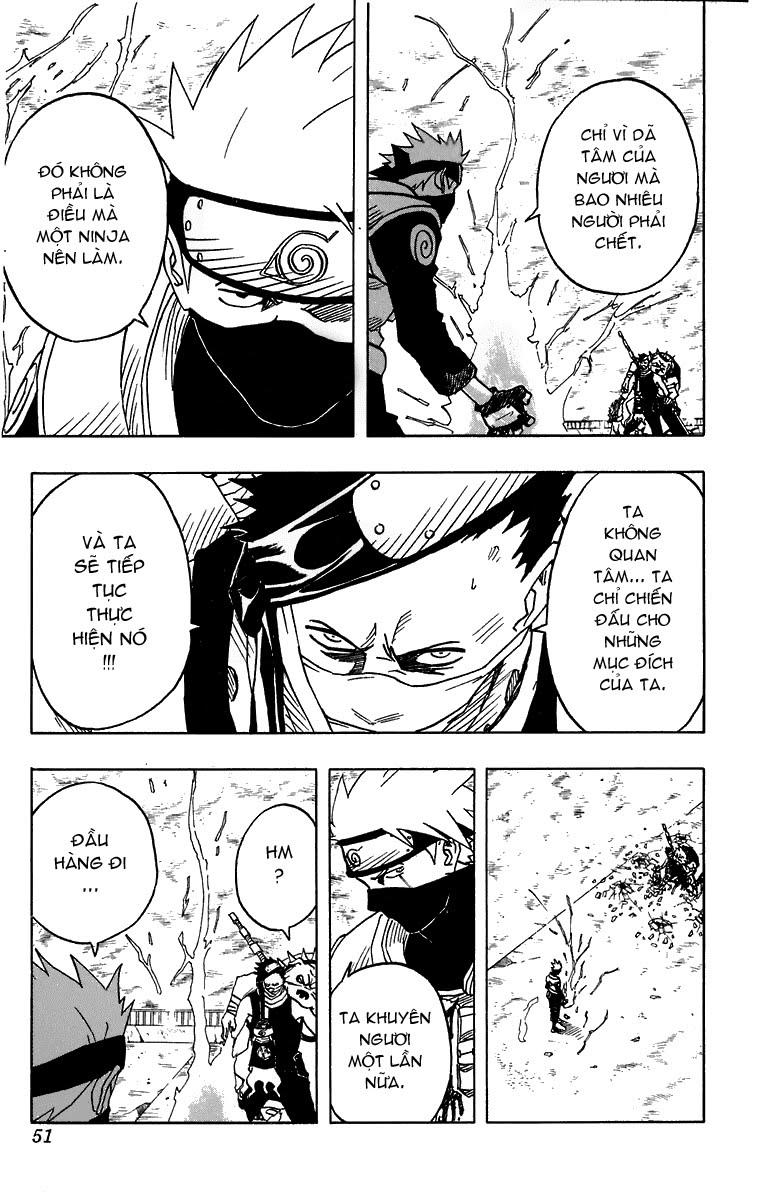 CHỈ VÌ DÃ
TÂM CỦA
NGƯƠI MÀ
BAO NHIÊU
NGƯỜI PHẢI
CHẾT.
ĐÓ KHÔNG
PHẢI LÀ
ĐIỀU MÀ
MỘT NINJA
NÊN LÀM.
TA
KHÔNG
QUAN
TÂM... TA
CHỈ CHIẾN
ĐẤU CHO
NHỮNG
MỤC ĐÍCH
CỦA TA.
VÀ TA
SẼ TIẾP
TỤC
THỰC
HIỆN NÓ
!!!
TA KHUYÊN
NGƯƠI
MỘT LẦN
NỮA.
HM
?
ĐẦU
HÀNG ĐI
...
51